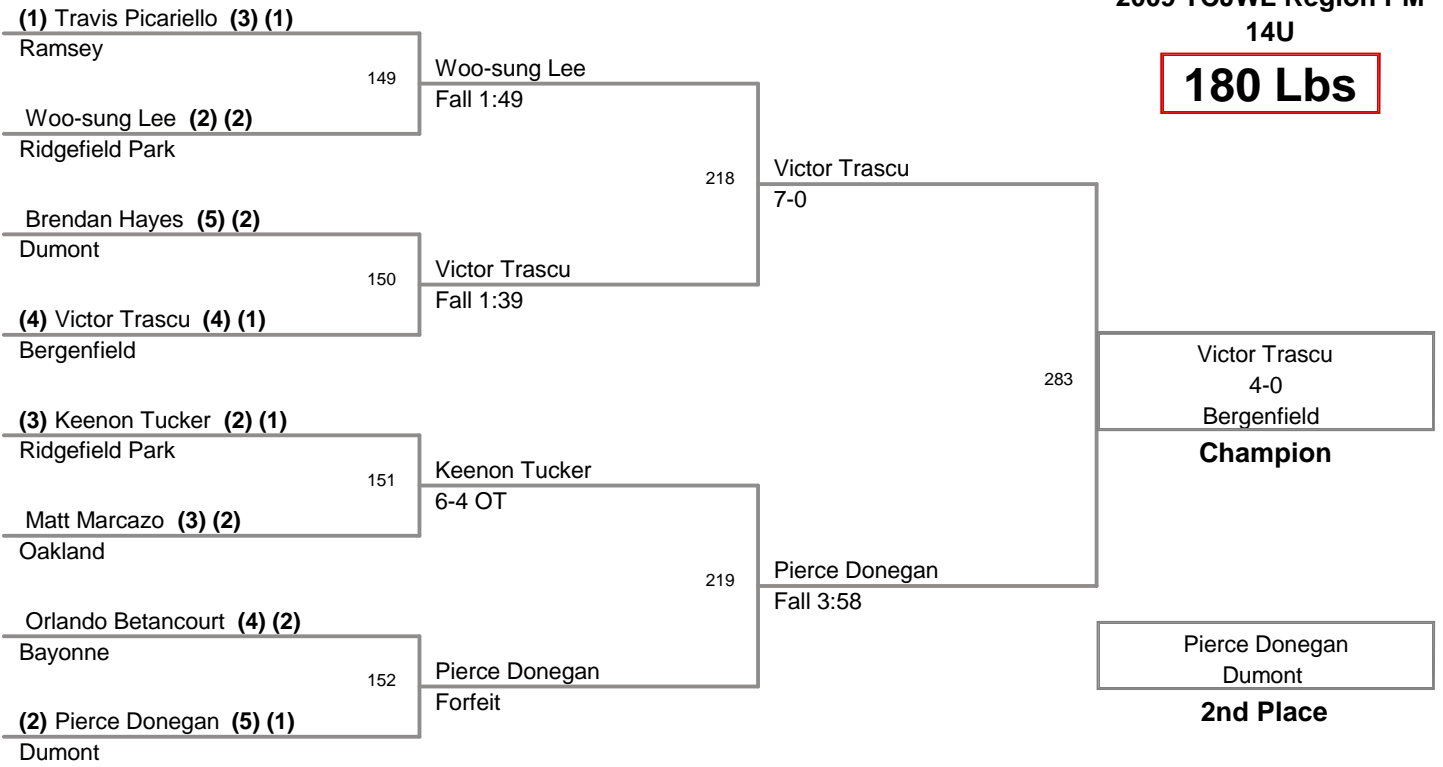 2009 TCJWL Region PM
14U
180 Lbs
(1) Travis Picariello (3) (1)
Ramsey
149
Woo-sung Lee (2) (2)
Ridgefield Park
Woo-sung Lee
Fall 1:49
Brendan Hayes (5) (2)
Dumont
150
(4) Victor Trascu (4) (1)
Bergenfield
Victor Trascu
Fall 1:39
218
Victor Trascu
7-0
(3) Keenon Tucker (2) (1)
Ridgefield Park
151
Matt Marcazo (3) (2)
Oakland
Keenon Tucker
6-4 OT
Orlando Betancourt (4) (2)
Bayonne
152
(2) Pierce Donegan (5) (1)
Dumont
Pierce Donegan
Forfeit
219
Pierce Donegan
Fall 3:58
283
Victor Trascu
4-0
Bergenfield
Champion
Pierce Donegan
Dumont
2nd Place